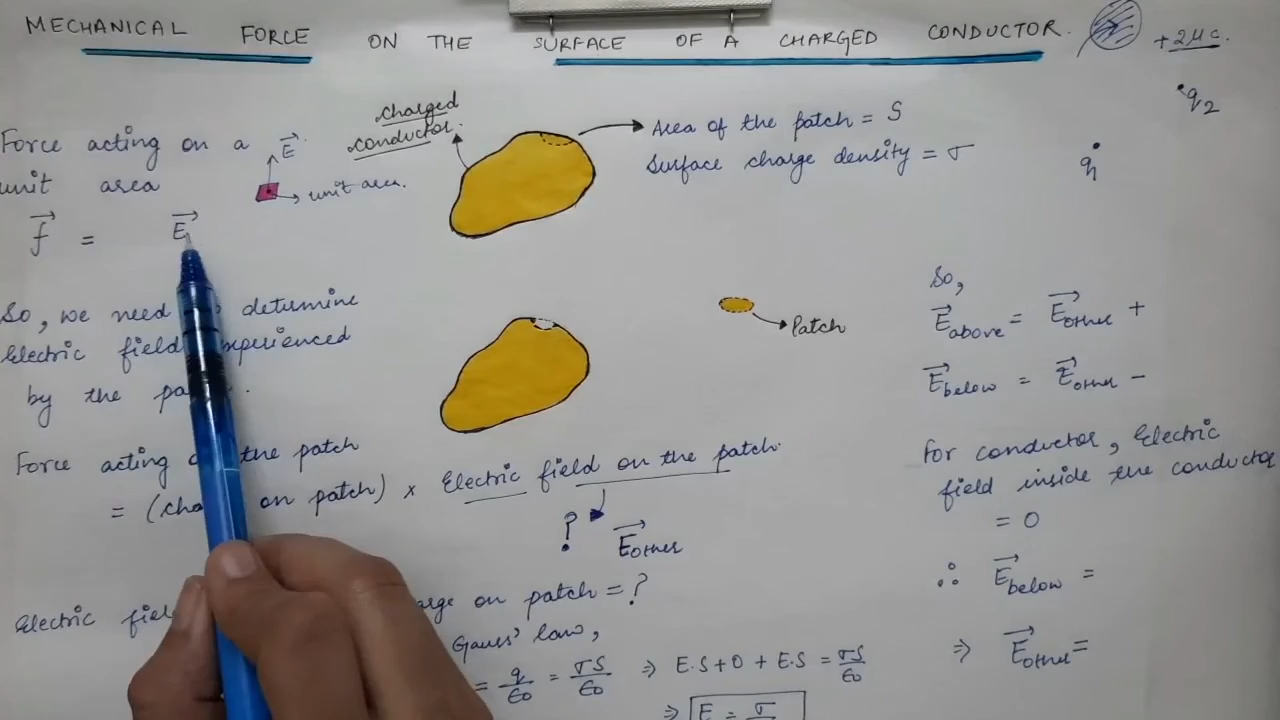 MECHANICAL FORCE ON THE SURFACE OF A CHARGED CONDUCTOR.
+2μc.
q2
q1
Force acting on a
unit area
E
unit area.
f = E
charged
conductor.
Area of the patch = S
Surface charge density = σ
So, we need determine
Electric field experienced
by the
Patch
So,
E above = E other +
E below = E other −
Force acting the patch
= ( on patch) × Electric field on the patch.
? E other
For conductor, Electric
field inside the conductor
= 0
∴ E below =
⇒ E other =
Electric on patch = ?
Gauss' law,
= q/ε0 = σS/ε0 ⇒ E.S + 0 + E.S = σS/ε0
⇒ E = σ